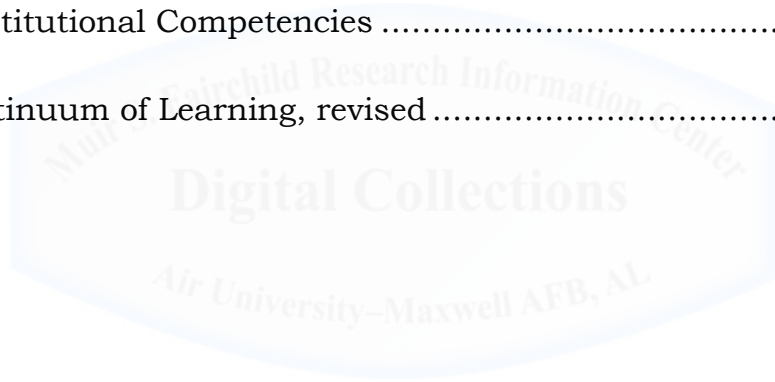 titutional Competencies .......................................
tinuum of Learning, revised ..................................
Muir S. Fairchild Research Information Center
Digital Collections
Air University–Maxwell AFB, AL